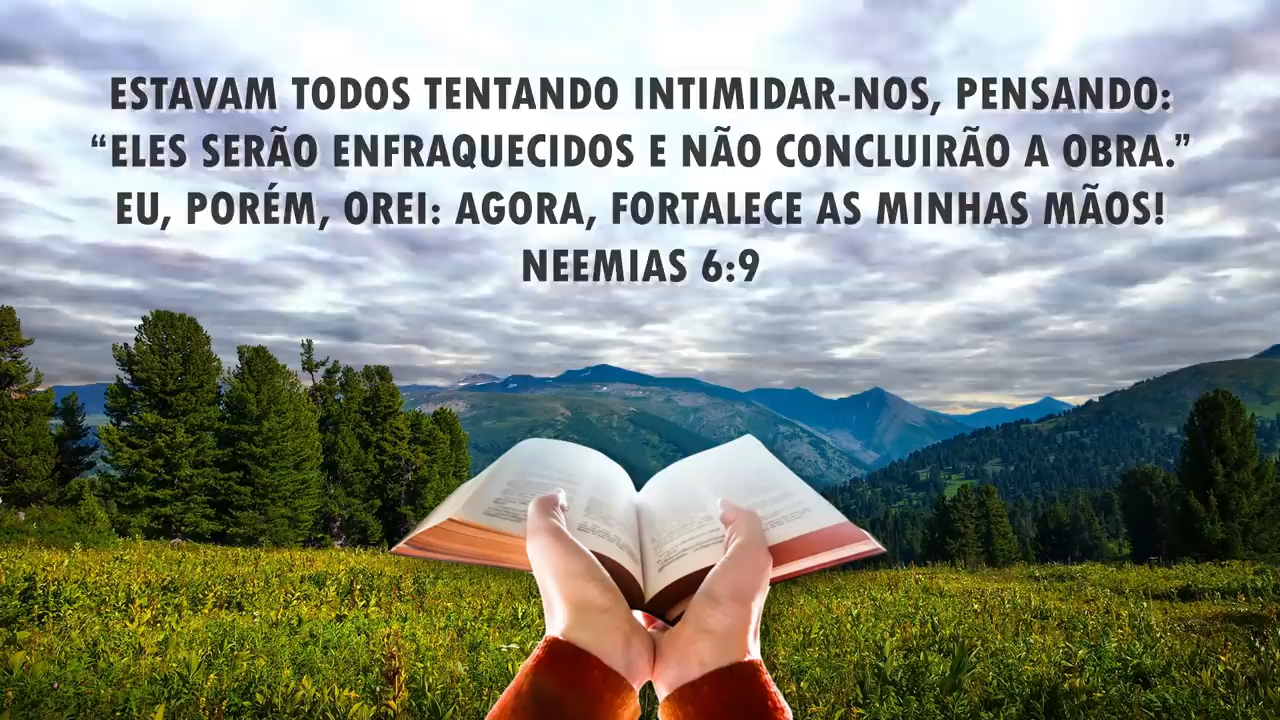 ESTAVAM TODOS TENTANDO INTIMIDAR-NOS, PENSANDO:
“ELES SERÃO ENFRAQUECIDOS E NÃO CONCLUIRÃO A OBRA.”
EU, PORÉM, OREI: AGORA, FORTALECE AS MINHAS MÃOS!
NEEMIAS 6:9